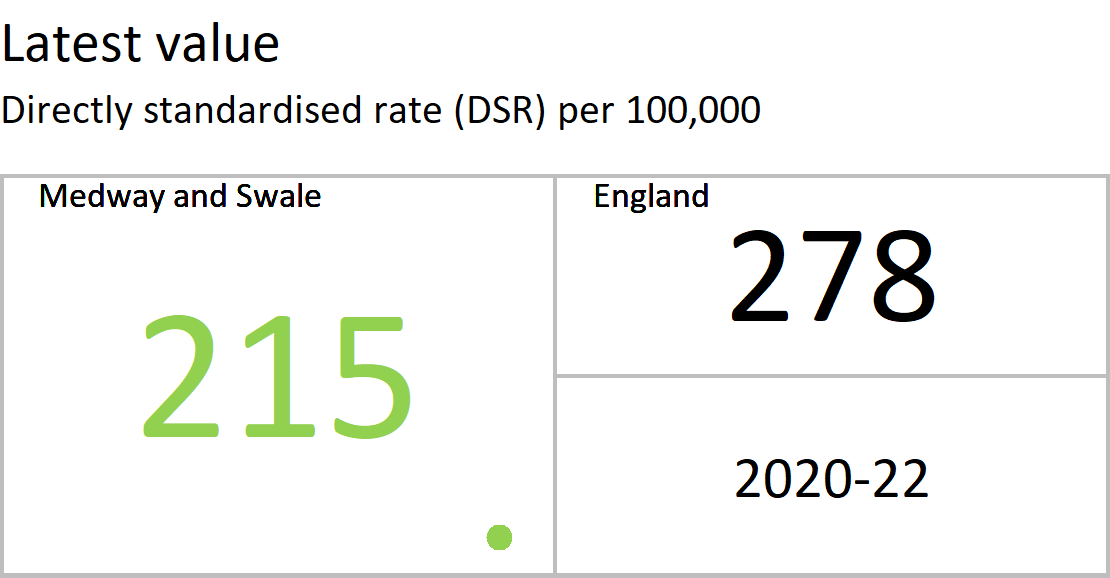 Latest value
Directly standardised rate (DSR) per 100,000
Medway and Swale
215
England
278
2020-22